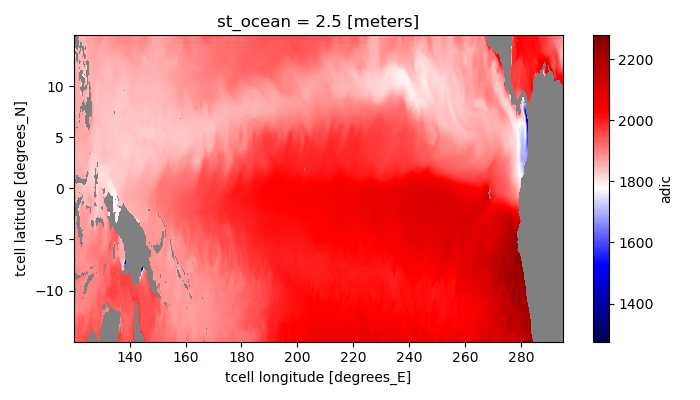 st_ocean = 2.5 [meters]
10
5
0
−5
−10
tcell latitude [degrees_N]
140 160 180 200 220 240 260 280
tcell longitude [degrees_E]
2200
2000
1800
1600
1400
adic